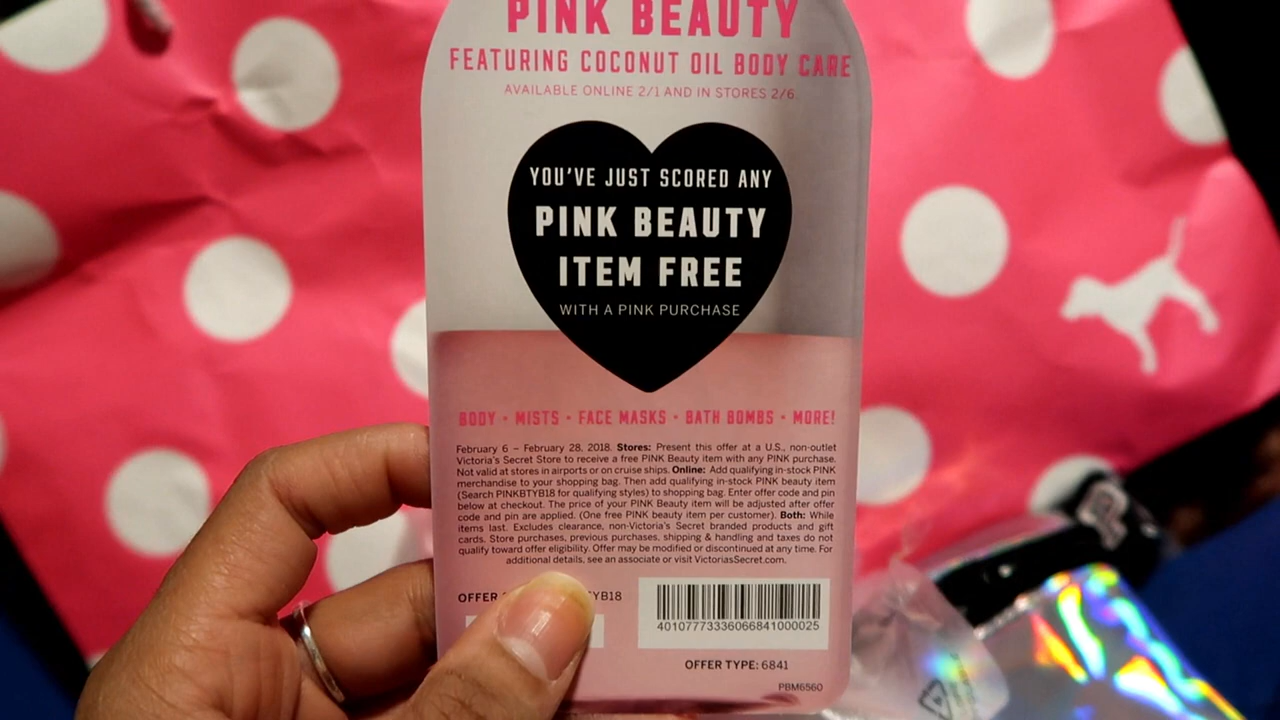 PINK BEAUTY
FEATURING COCONUT OIL BODY CARE
AVAILABLE ONLINE 2/1 AND IN STORES 2/6.
YOU'VE JUST SCORED ANY
PINK BEAUTY
ITEM FREE
WITH A PINK PURCHASE
BODY • MISTS • FACE MASKS • BATH BOMBS • MORE!
February 6 – February 28, 2018. Stores: Present this offer at a U.S., non-outlet
Victoria's Secret Store to receive a free PINK Beauty item with any PINK purchase.
Not valid at stores in airports or on cruise ships. Online: Add qualifying in-stock PINK
merchandise to your shopping bag. Then add qualifying in-stock PINK beauty item
(Search PINKBTYB18 for qualifying styles) to shopping bag. Enter offer code and pin
below at checkout. The price of your PINK Beauty item will be adjusted after offer
code and pin are applied. (One free PINK beauty item per customer). Both: While
items last. Excludes clearance, non-Victoria's Secret branded products and gift
cards. Store purchases, previous purchases, shipping & handling and taxes do not
qualify toward offer eligibility. Offer may be modified or discontinued at any time. For
additional details, see an associate or visit VictoriasSecret.com.
OFFER YB18
40107773336066841000025
OFFER TYPE: 6841
PBM6560